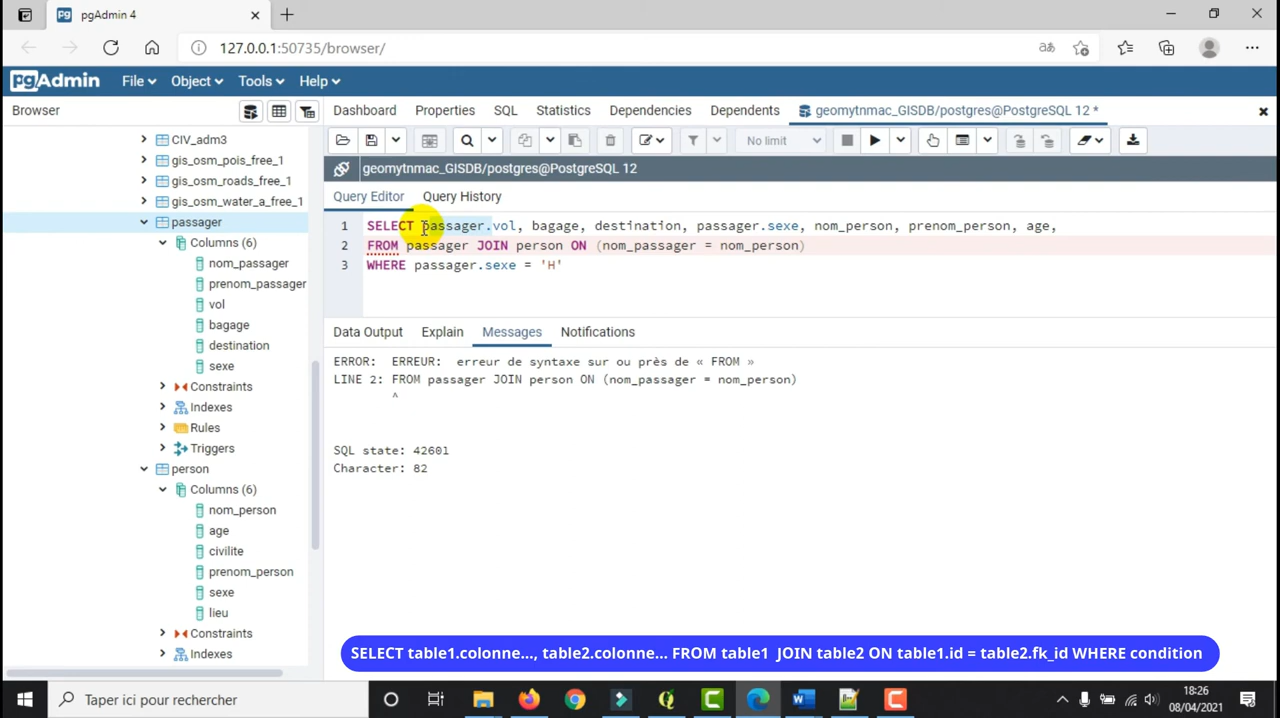 pgAdmin 4
127.0.0.1:50735/browser/
pgAdmin File Object Tools Help
Browser
Dashboard Properties SQL Statistics Dependencies Dependents geomytnmac_GISDB/postgres@PostgreSQL 12 *
No limit
geomytnmac_GISDB/postgres@PostgreSQL 12
Query Editor Query History
CIV_adm3
gis_osm_pois_free_1
gis_osm_roads_free_1
gis_osm_water_a_free_1
passager
Columns (6)
nom_passager
prenom_passager
vol
bagage
destination
sexe
Constraints
Indexes
Rules
Triggers
person
Columns (6)
nom_person
age
civilite
prenom_person
sexe
lieu
Constraints
Indexes
1 SELECT passager.vol, bagage, destination, passager.sexe, nom_person, prenom_person, age,
2 FROM passager JOIN person ON (nom_passager = nom_person)
3 WHERE passager.sexe = 'H'
Data Output Explain Messages Notifications
ERROR: ERREUR: erreur de syntaxe sur ou près de « FROM »
LINE 2: FROM passager JOIN person ON (nom_passager = nom_person)
^
SQL state: 42601
Character: 82
SELECT table1.colonne..., table2.colonne... FROM table1 JOIN table2 ON table1.id = table2.fk_id WHERE condition
Taper ici pour rechercher
18:26
08/04/2021